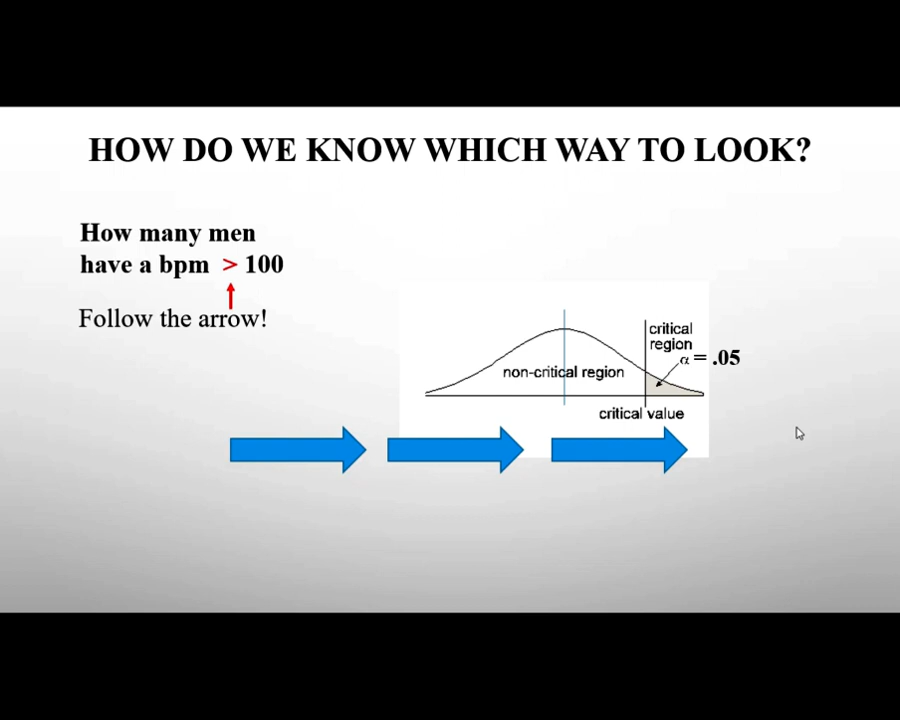 HOW DO WE KNOW WHICH WAY TO LOOK?
How many men
have a bpm > 100
Follow the arrow!
critical
region
α = .05
non-critical region
critical value